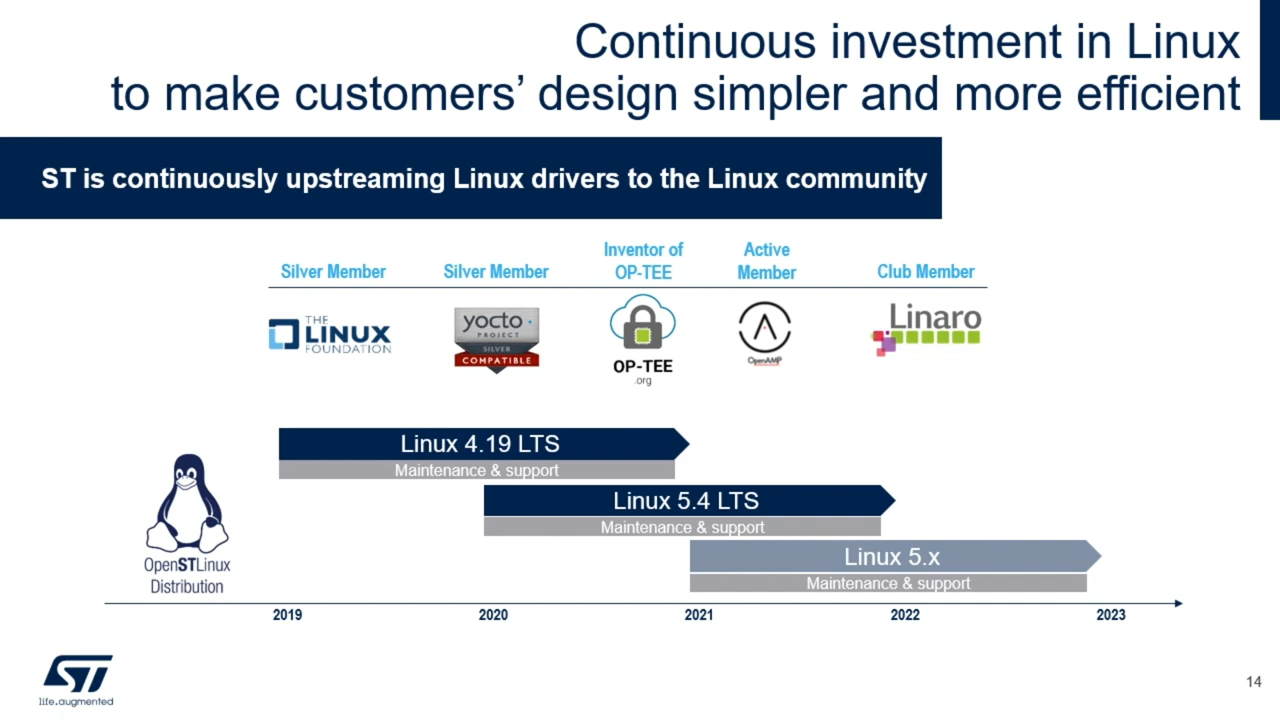 Continuous investment in Linux
to make customers’ design simpler and more efficient
ST is continuously upstreaming Linux drivers to the Linux community
Silver Member
Silver Member
Inventor of
OP-TEE
Active
Member
Club Member
THE
LINUX
FOUNDATION
yocto
PROJECT
SILVER
COMPATIBLE
OP-TEE
.org
OpenAMP
Linaro
Linux 4.19 LTS
Maintenance & support
Linux 5.4 LTS
Maintenance & support
Linux 5.x
Maintenance & support
OpenSTLinux
Distribution
2019
2020
2021
2022
2023
ST
life.augmented
14